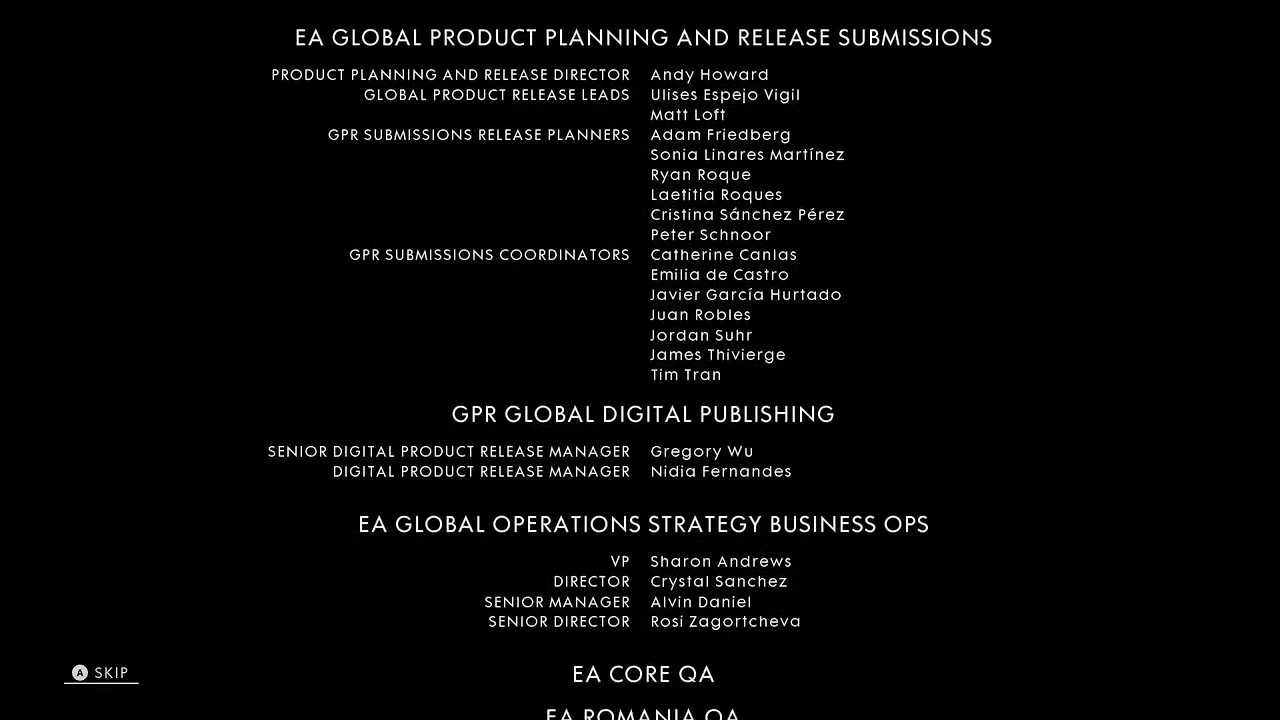 EA GLOBAL PRODUCT PLANNING AND RELEASE SUBMISSIONS
PRODUCT PLANNING AND RELEASE DIRECTOR Andy Howard
GLOBAL PRODUCT RELEASE LEADS Ulises Espejo Vigil
Matt Loft
GPR SUBMISSIONS RELEASE PLANNERS Adam Friedberg
Sonia Linares Martínez
Ryan Roque
Laetitia Roques
Cristina Sánchez Pérez
Peter Schnoor
GPR SUBMISSIONS COORDINATORS Catherine Canlas
Emilia de Castro
Javier García Hurtado
Juan Robles
Jordan Suhr
James Thivierge
Tim Tran
GPR GLOBAL DIGITAL PUBLISHING
SENIOR DIGITAL PRODUCT RELEASE MANAGER Gregory Wu
DIGITAL PRODUCT RELEASE MANAGER Nidia Fernandes
EA GLOBAL OPERATIONS STRATEGY BUSINESS OPS
VP Sharon Andrews
DIRECTOR Crystal Sanchez
SENIOR MANAGER Alvin Daniel
SENIOR DIRECTOR Rosi Zagortcheva
A SKIP
EA CORE QA
EA ROMANIA QA